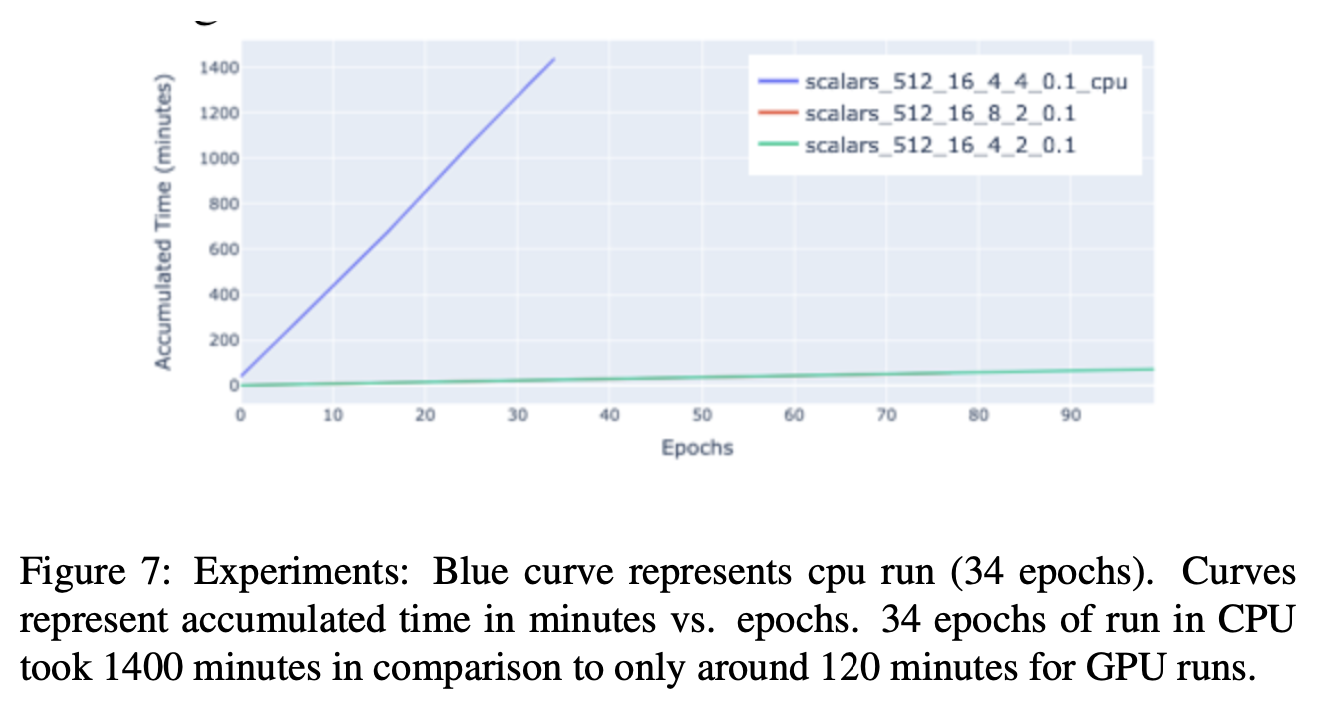 Accumulated Time (minutes)
1400
1200
1000
800
600
400
200
0
scalars_512_16_4_4_0.1_cpu
scalars_512_16_8_2_0.1
scalars_512_16_4_2_0.1
0 10 20 30 40 50 60 70 80 90
Epochs
Figure 7: Experiments: Blue curve represents cpu run (34 epochs). Curves
represent accumulated time in minutes vs. epochs. 34 epochs of run in CPU
took 1400 minutes in comparison to only around 120 minutes for GPU runs.